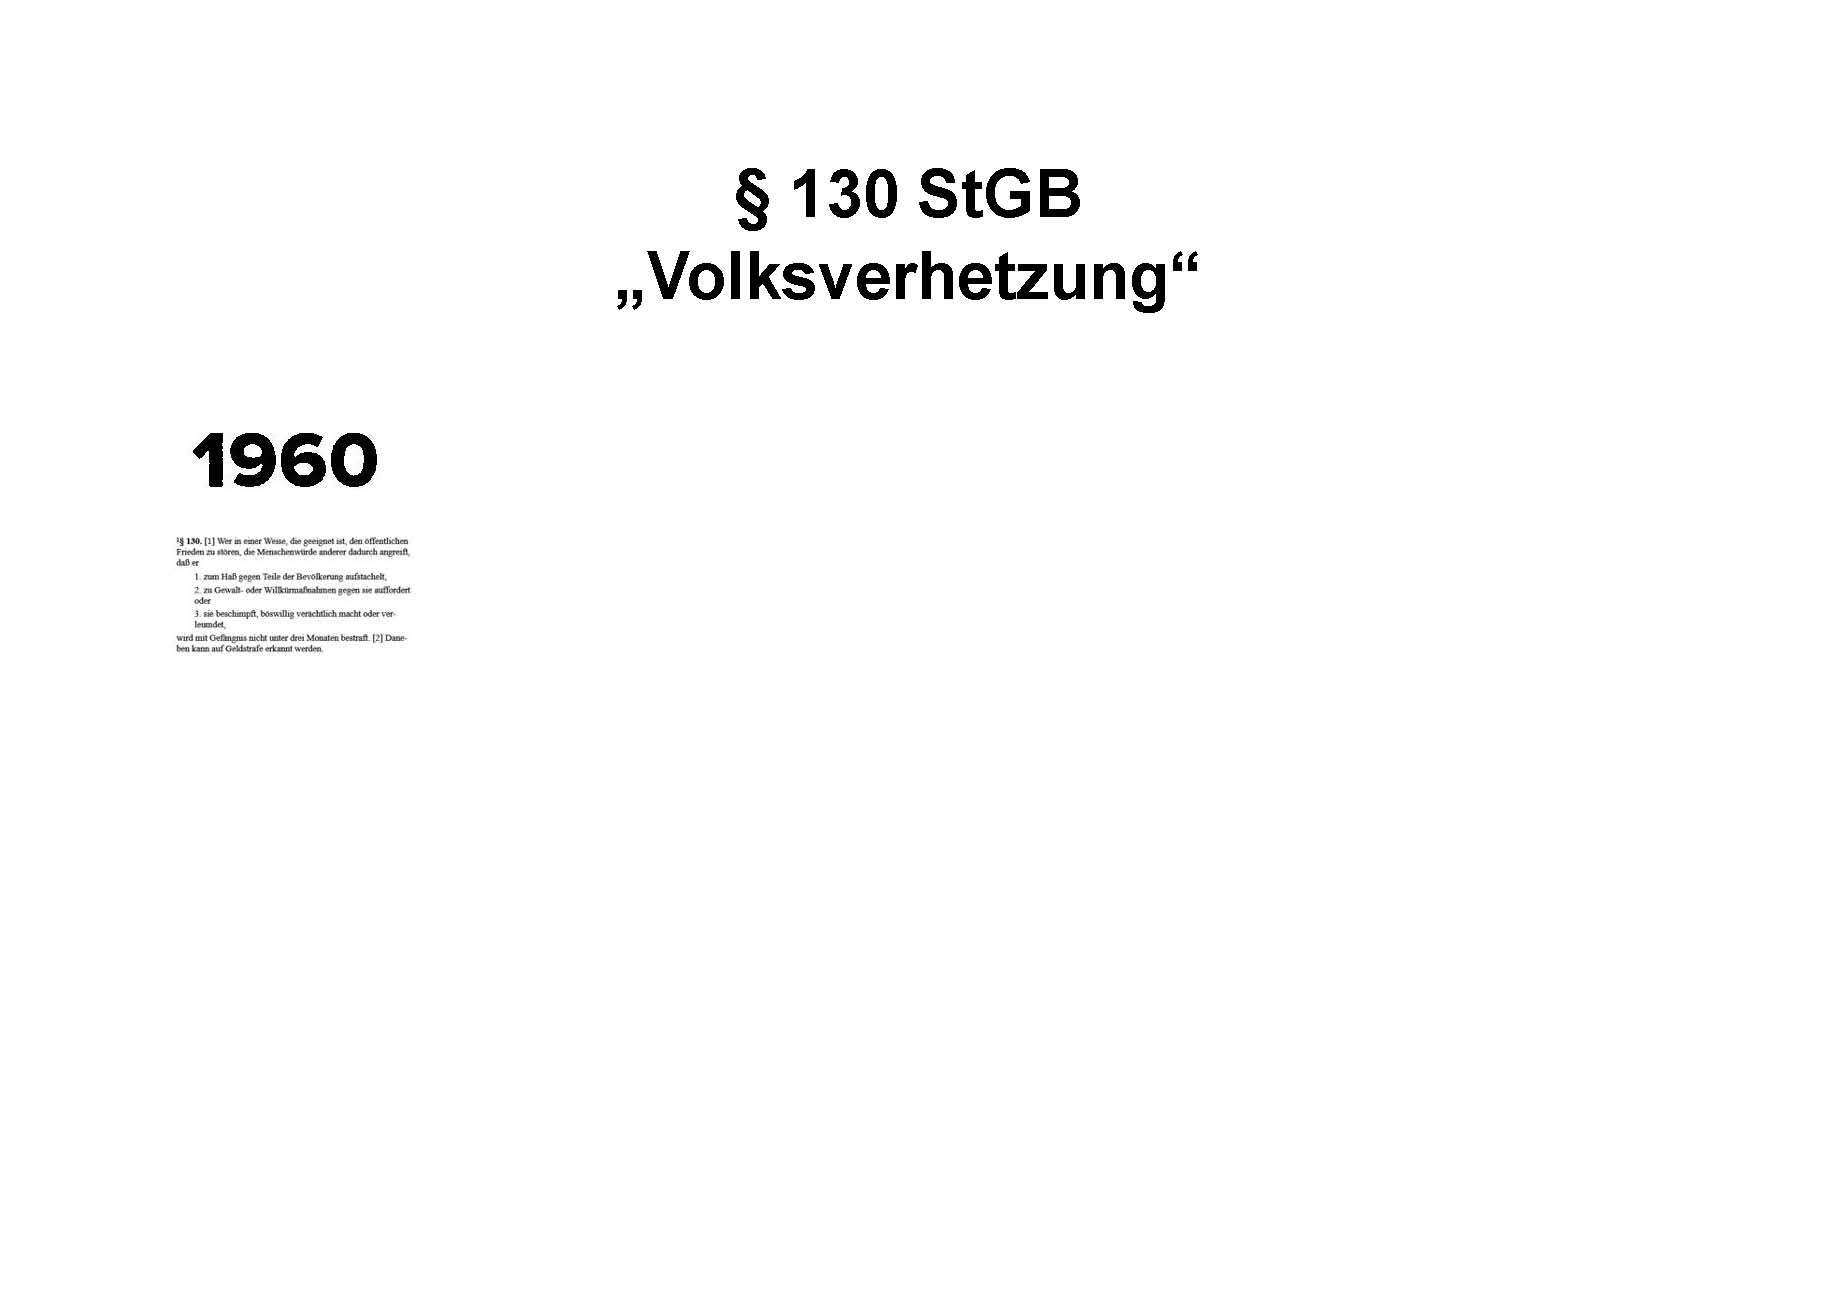 § 130 StGB
„Volksverhetzung“
1960
¹§ 130. [1] Wer in einer Weise, die geeignet ist, den öffentlichen
Frieden zu stören, die Menschenwürde anderer dadurch angreift,
daß er
1. zum Haß gegen Teile der Bevölkerung aufstachelt,
2. zu Gewalt- oder Willkürmaßnahmen gegen sie auffordert
oder
3. sie beschimpft, böswillig verächtlich macht oder ver-
leumdet,
wird mit Gefängnis nicht unter drei Monaten bestraft. [2] Dane-
ben kann auf Geldstrafe erkannt werden.